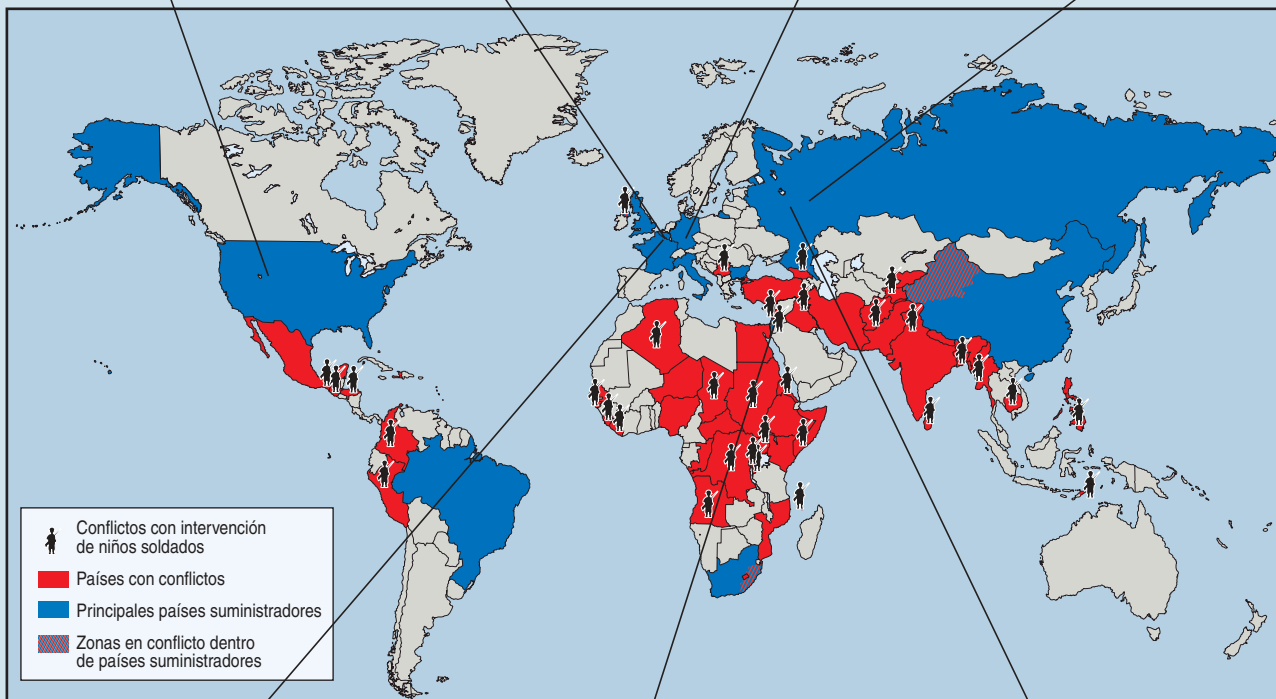 Conflictos con intervención
de niños soldados
Países con conflictos
Principales países suministradores
Zonas en conflicto dentro
de países suministradores